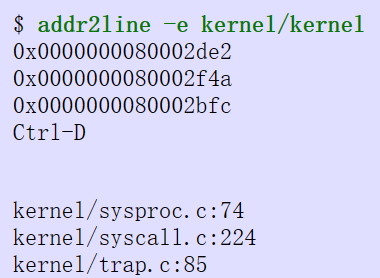 $ addr2line -e kernel/kernel
0x0000000080002de2
0x0000000080002f4a
0x0000000080002bfc
Ctrl-D
kernel/sysproc.c:74
kernel/syscall.c:224
kernel/trap.c:85